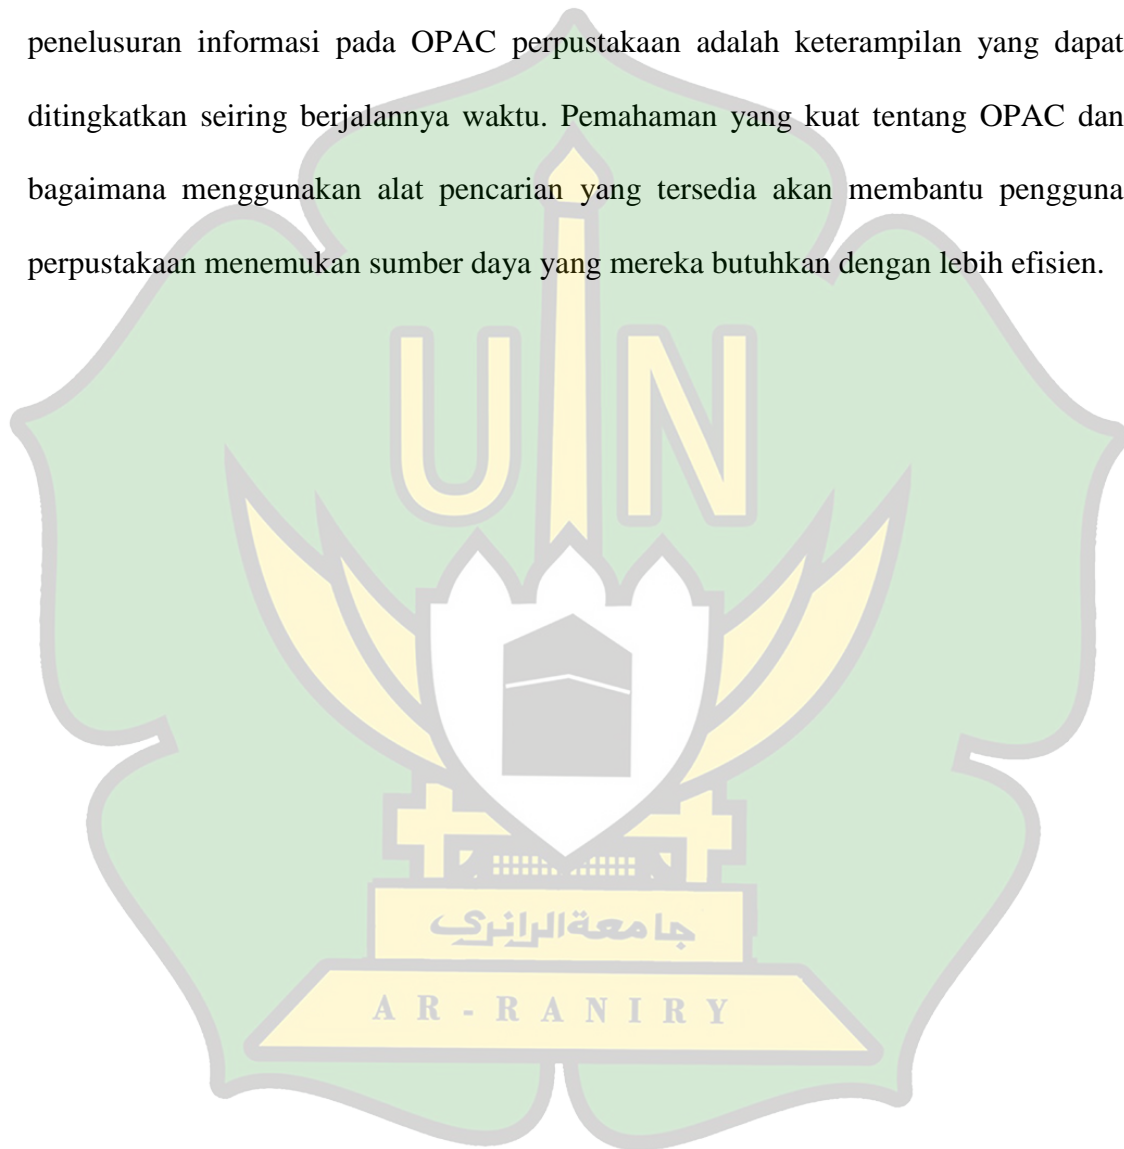 penelusuran informasi pada OPAC perpustakaan adalah keterampilan yang dapat
ditingkatkan seiring berjalannya waktu. Pemahaman yang kuat tentang OPAC dan
bagaimana menggunakan alat pencarian yang tersedia akan membantu pengguna
perpustakaan menemukan sumber daya yang mereka butuhkan dengan lebih efisien.
UIN
جامعةالرانري
AR-RANIRY